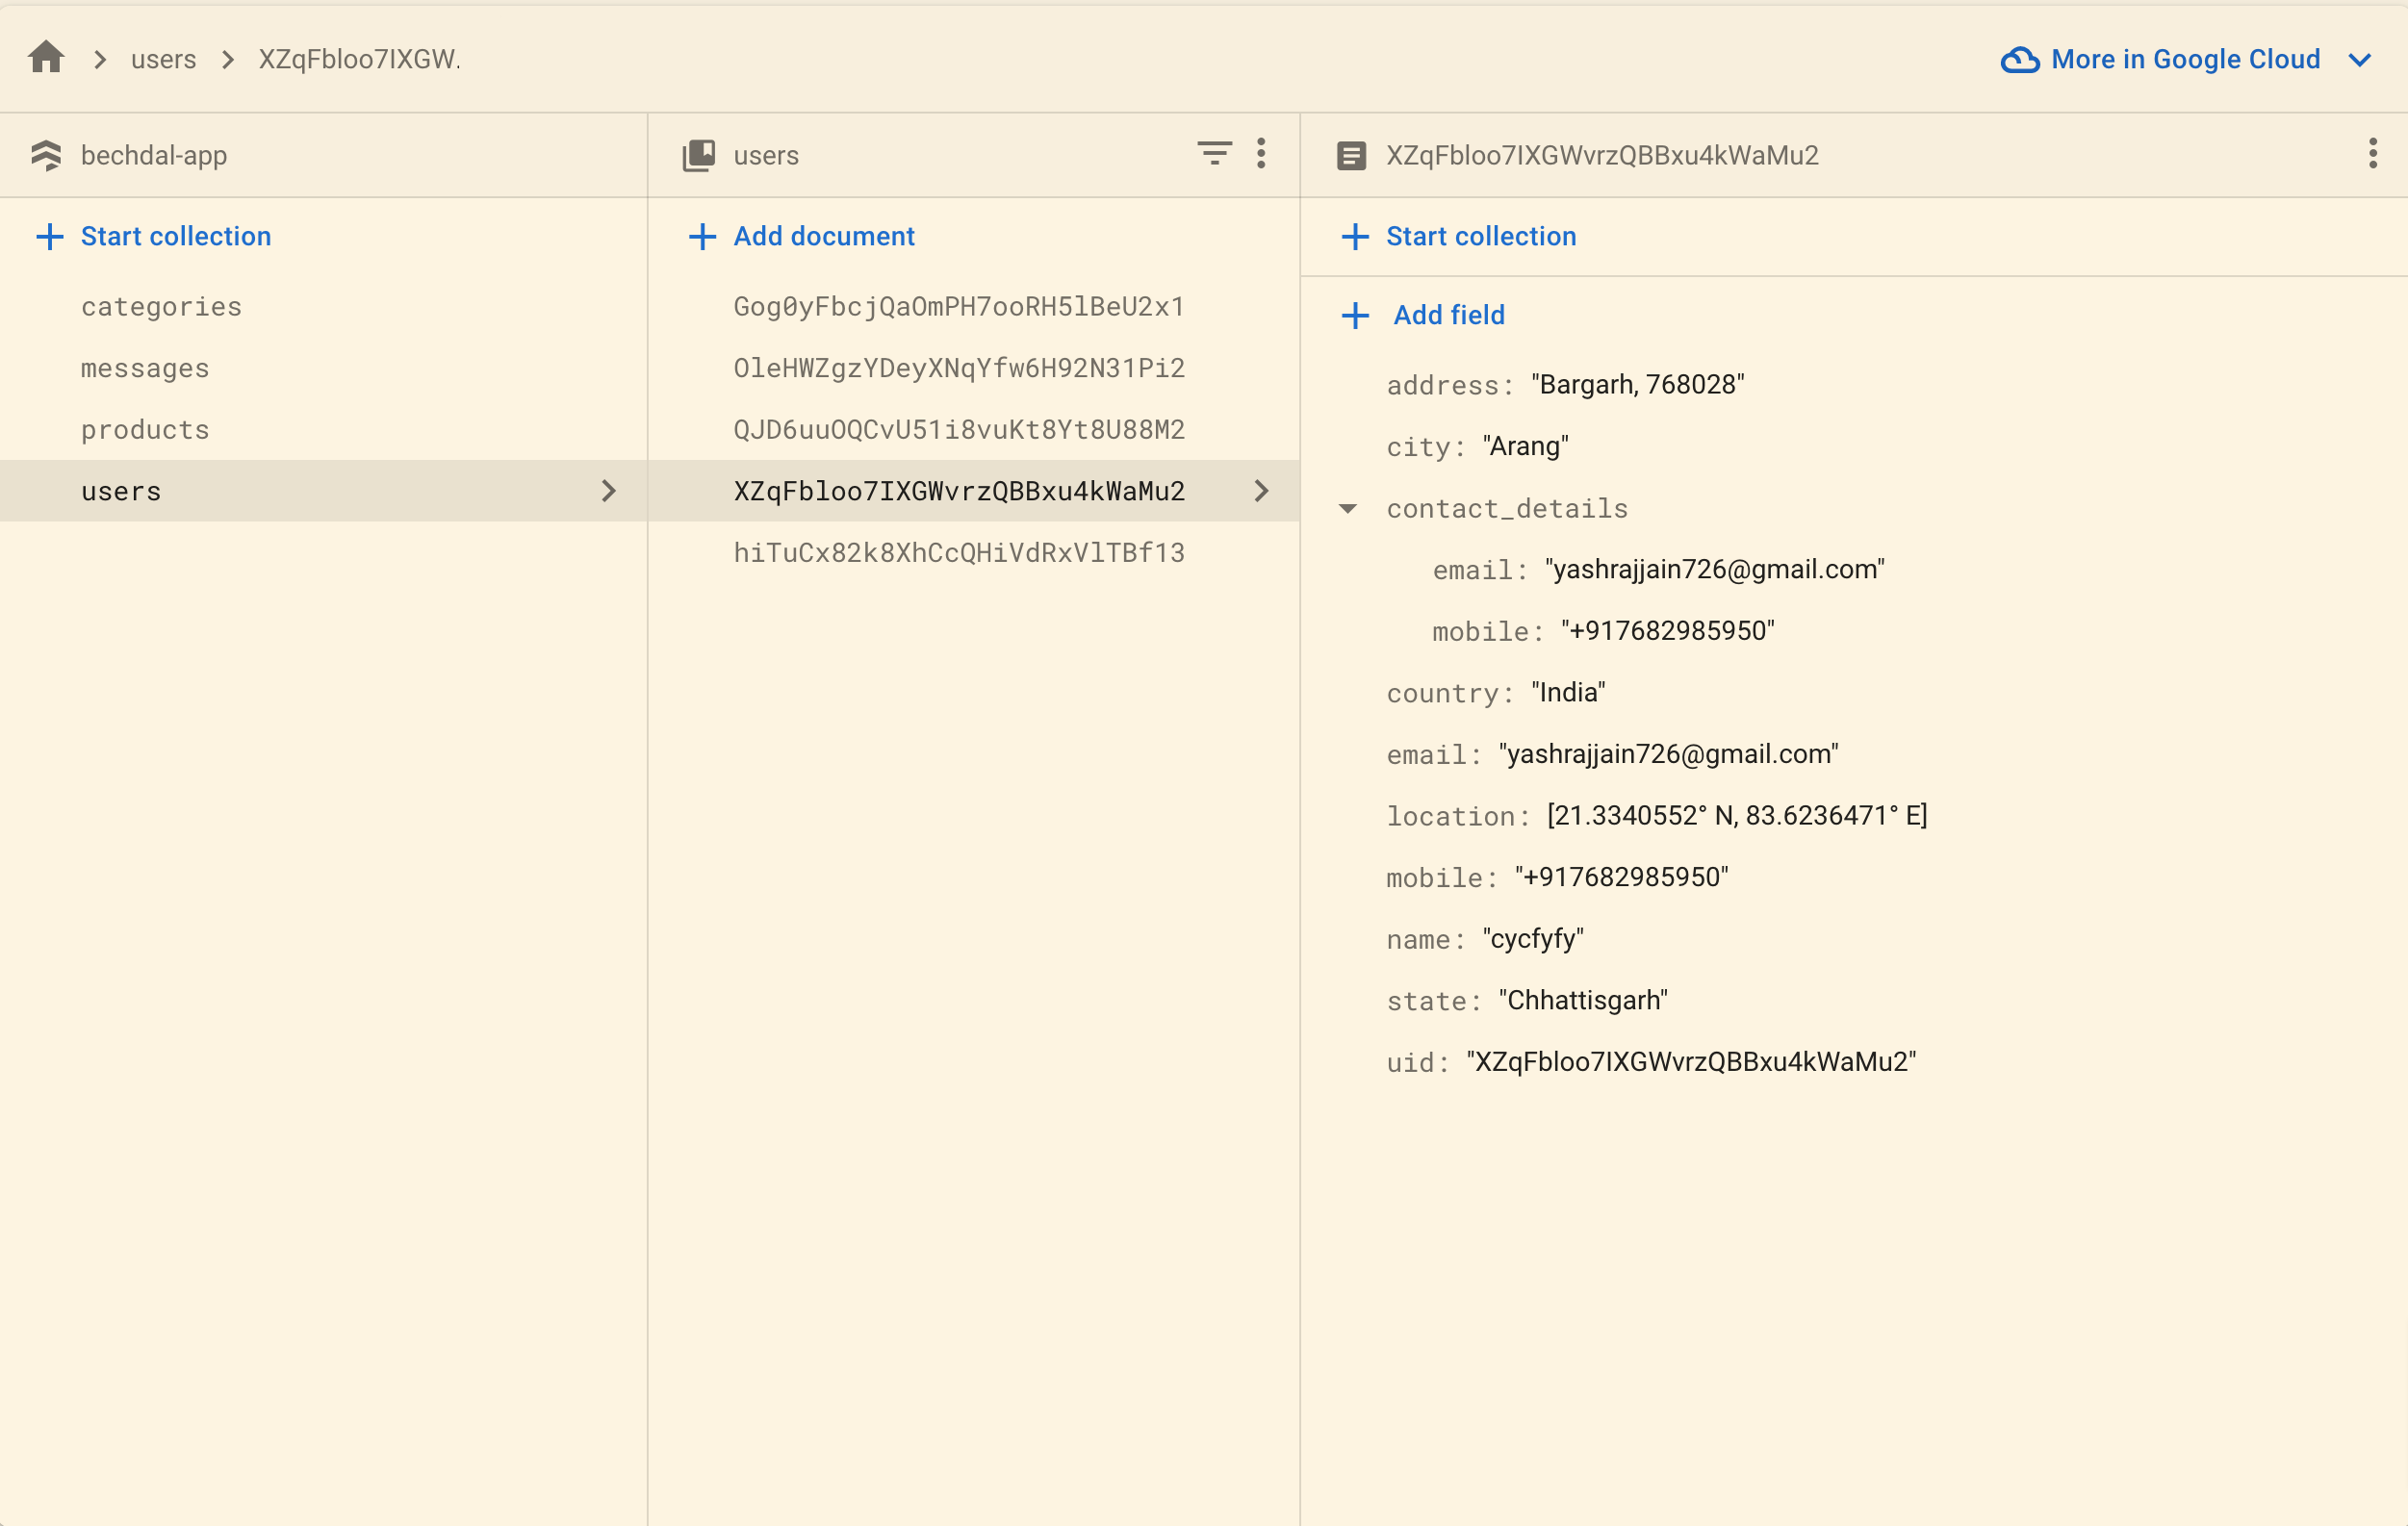 users XZqFbloo7IXGW.
More in Google Cloud
bechdal-app
Start collection
categories
messages
products
users
users
Add document
Gog0yFbcjQaOmPH7ooRH5lBeU2x1
OleHWZgzYDeyXNqYfw6H92N31Pi2
QJD6uuOQCvU51i8vuKt8Yt8U88M2
XZqFbloo7IXGWvrzQBBxu4kWaMu2
hiTuCx82k8XhCcQHiVdRxVlTBf13
XZqFbloo7IXGWvrzQBBxu4kWaMu2
Start collection
Add field
address: "Bargarh, 768028"
city: "Arang"
contact_details
email: "yashrajjain726@gmail.com"
mobile: "+917682985950"
country: "India"
email: "yashrajjain726@gmail.com"
location: [21.3340552° N, 83.6236471° E]
mobile: "+917682985950"
name: "cycfyfy"
state: "Chhattisgarh"
uid: "XZqFbloo7IXGWvrzQBBxu4kWaMu2"